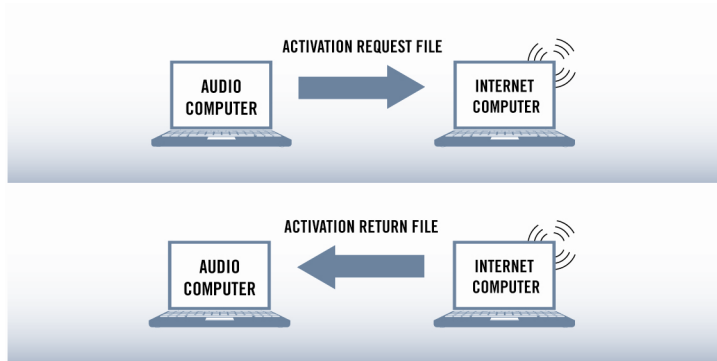 ACTIVATION REQUEST FILE
AUDIO
COMPUTER
INTERNET
COMPUTER
ACTIVATION RETURN FILE
AUDIO
COMPUTER
INTERNET
COMPUTER